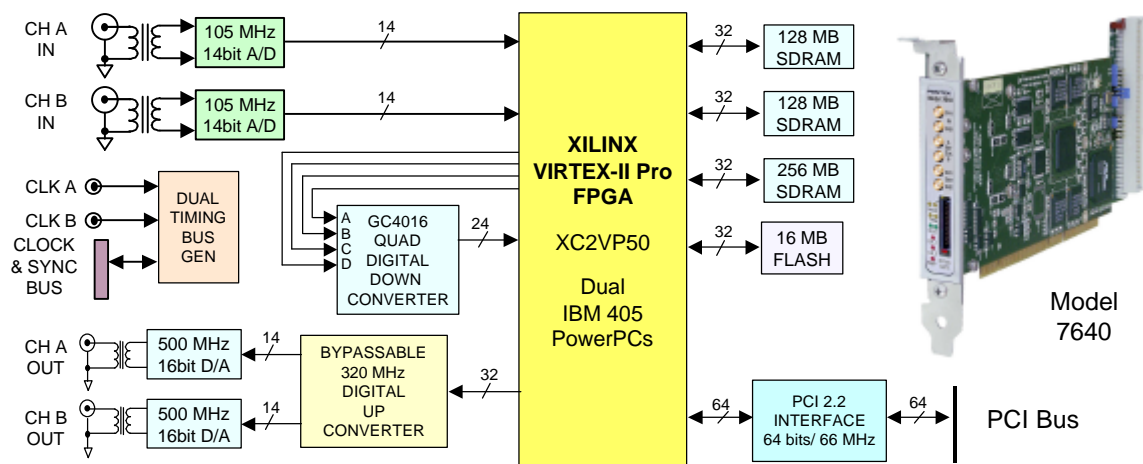 CH A
IN
105 MHz
14bit A/D
14
CH B
IN
105 MHz
14bit A/D
14
CLK A
CLK B
CLOCK
& SYNC
BUS
DUAL
TIMING
BUS
GEN
A
B
C
D
GC4016
QUAD
DIGITAL
DOWN
CONVERTER
24
CH A
OUT
500 MHz
16bit D/A
14
CH B
OUT
500 MHz
16bit D/A
14
BYPASSABLE
320 MHz
DIGITAL
UP
CONVERTER
32
XILINX
VIRTEX-II Pro
FPGA
XC2VP50
Dual
IBM 405
PowerPCs
32
128 MB
SDRAM
32
128 MB
SDRAM
32
256 MB
SDRAM
32
16 MB
FLASH
64
PCI 2.2
INTERFACE
64 bits/ 66 MHz
64
PCI Bus
Model
7640